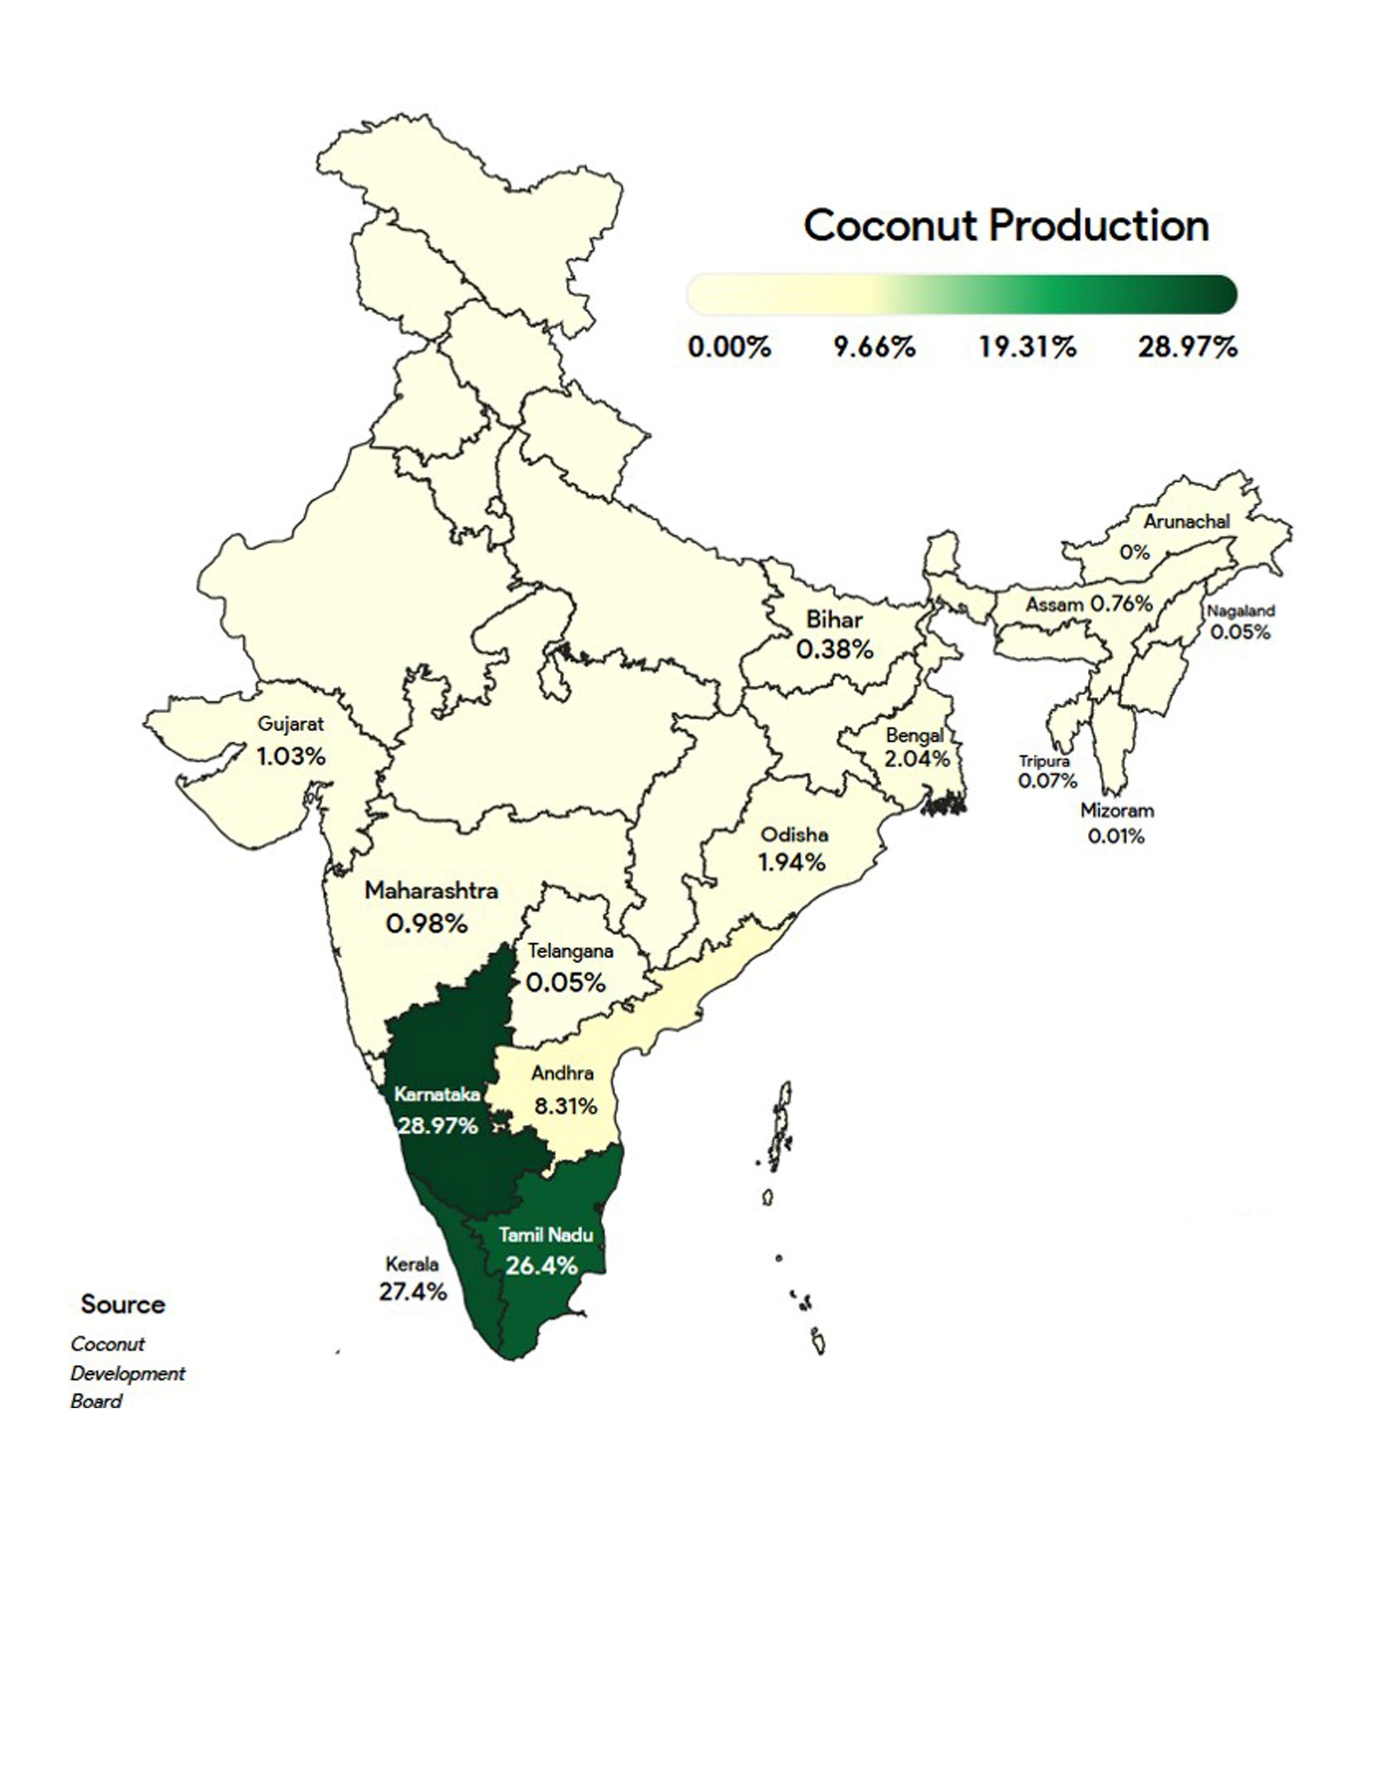 Coconut Production
0.00% 9.66% 19.31% 28.97%
Arunachal
0%
Assam 0.76%
Nagaland
0.05%
Bihar
0.38%
Gujarat
1.03%
Bengal
2.04%
Tripura
0.07%
Mizoram
0.01%
Odisha
1.94%
Maharashtra
0.98%
Telangana
0.05%
Andhra
8.31%
Karnataka
28.97%
Tamil Nadu
26.4%
Kerala
27.4%
Source
Coconut
Development
Board